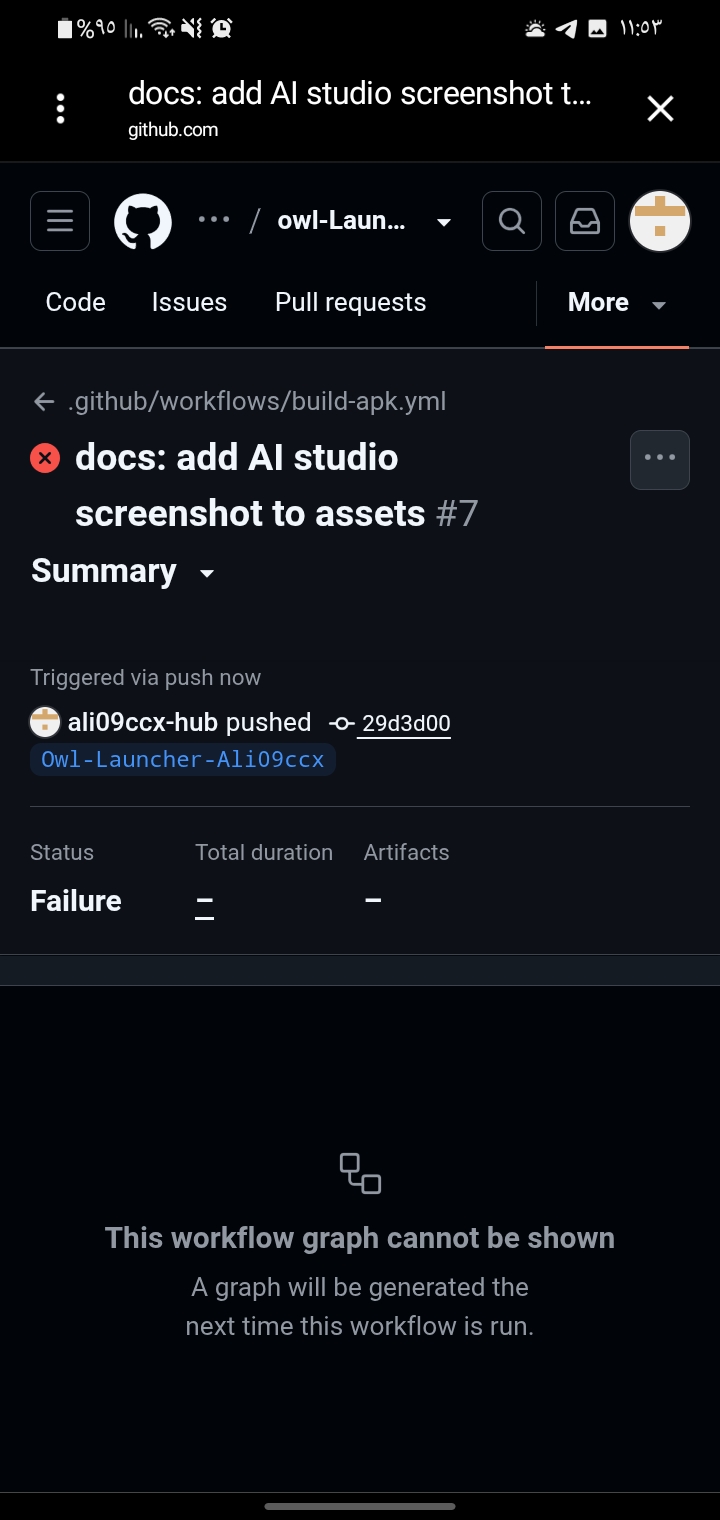 %٩٥
١١:٥٣
docs: add AI studio screenshot t...
github.com
... / owl-Laun...
Code Issues Pull requests More
.github/workflows/build-apk.yml
docs: add AI studio
screenshot to assets #7
Summary
Triggered via push now
ali09ccx-hub pushed 29d3d00
Owl-Launcher-Ali09ccx
Status Total duration Artifacts
Failure – –
This workflow graph cannot be shown
A graph will be generated the
next time this workflow is run.